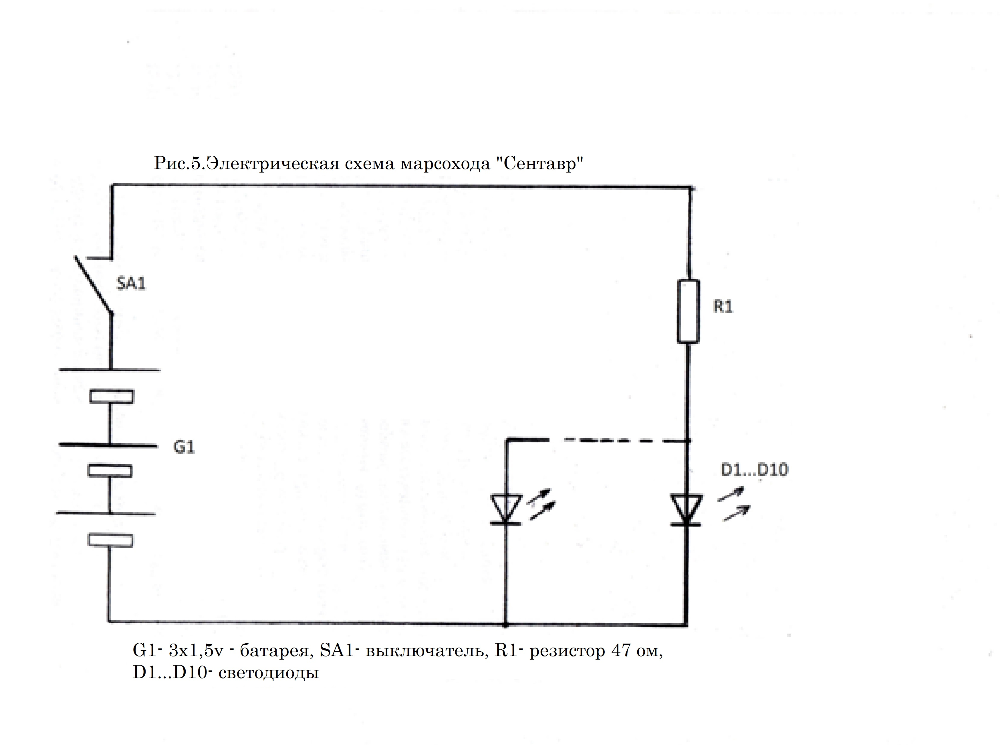 Рис.5.Электрическая схема марсохода "Сентавр"
SA1
R1
G1
D1...D10
G1- 3x1,5v - батарея, SA1- выключатель, R1- резистор 47 ом,
D1...D10- светодиоды